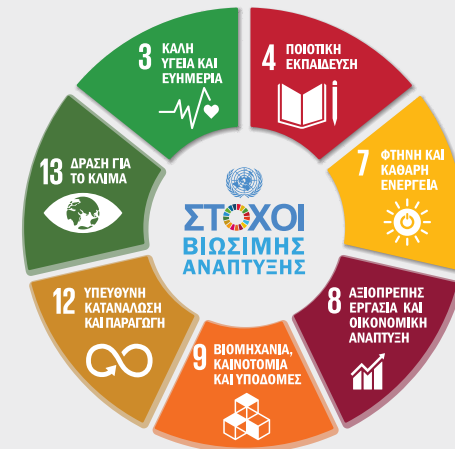 3 ΚΑΛΗ
ΥΓΕΙΑ ΚΑΙ
ΕΥΗΜΕΡΙΑ
4 ΠΟΙΟΤΙΚΗ
ΕΚΠΑΙΔΕΥΣΗ
7 ΦΤΗΝΗ ΚΑΙ
ΚΑΘΑΡΗ
ΕΝΕΡΓΕΙΑ
8 ΑΞΙΟΠΡΕΠΗΣ
ΕΡΓΑΣΙΑ ΚΑΙ
ΟΙΚΟΝΟΜΙΚΗ
ΑΝΑΠΤΥΞΗ
9 ΒΙΟΜΗΧΑΝΙΑ,
ΚΑΙΝΟΤΟΜΙΑ
ΚΑΙ ΥΠΟΔΟΜΕΣ
12 ΥΠΕΥΘΥΝΗ
ΚΑΤΑΝΑΛΩΣΗ
ΚΑΙ ΠΑΡΑΓΩΓΗ
13 ΔΡΑΣΗ ΓΙΑ
ΤΟ ΚΛΙΜΑ
ΣΤΟΧΟΙ
ΒΙΩΣΙΜΗΣ
ΑΝΑΠΤΥΞΗΣ